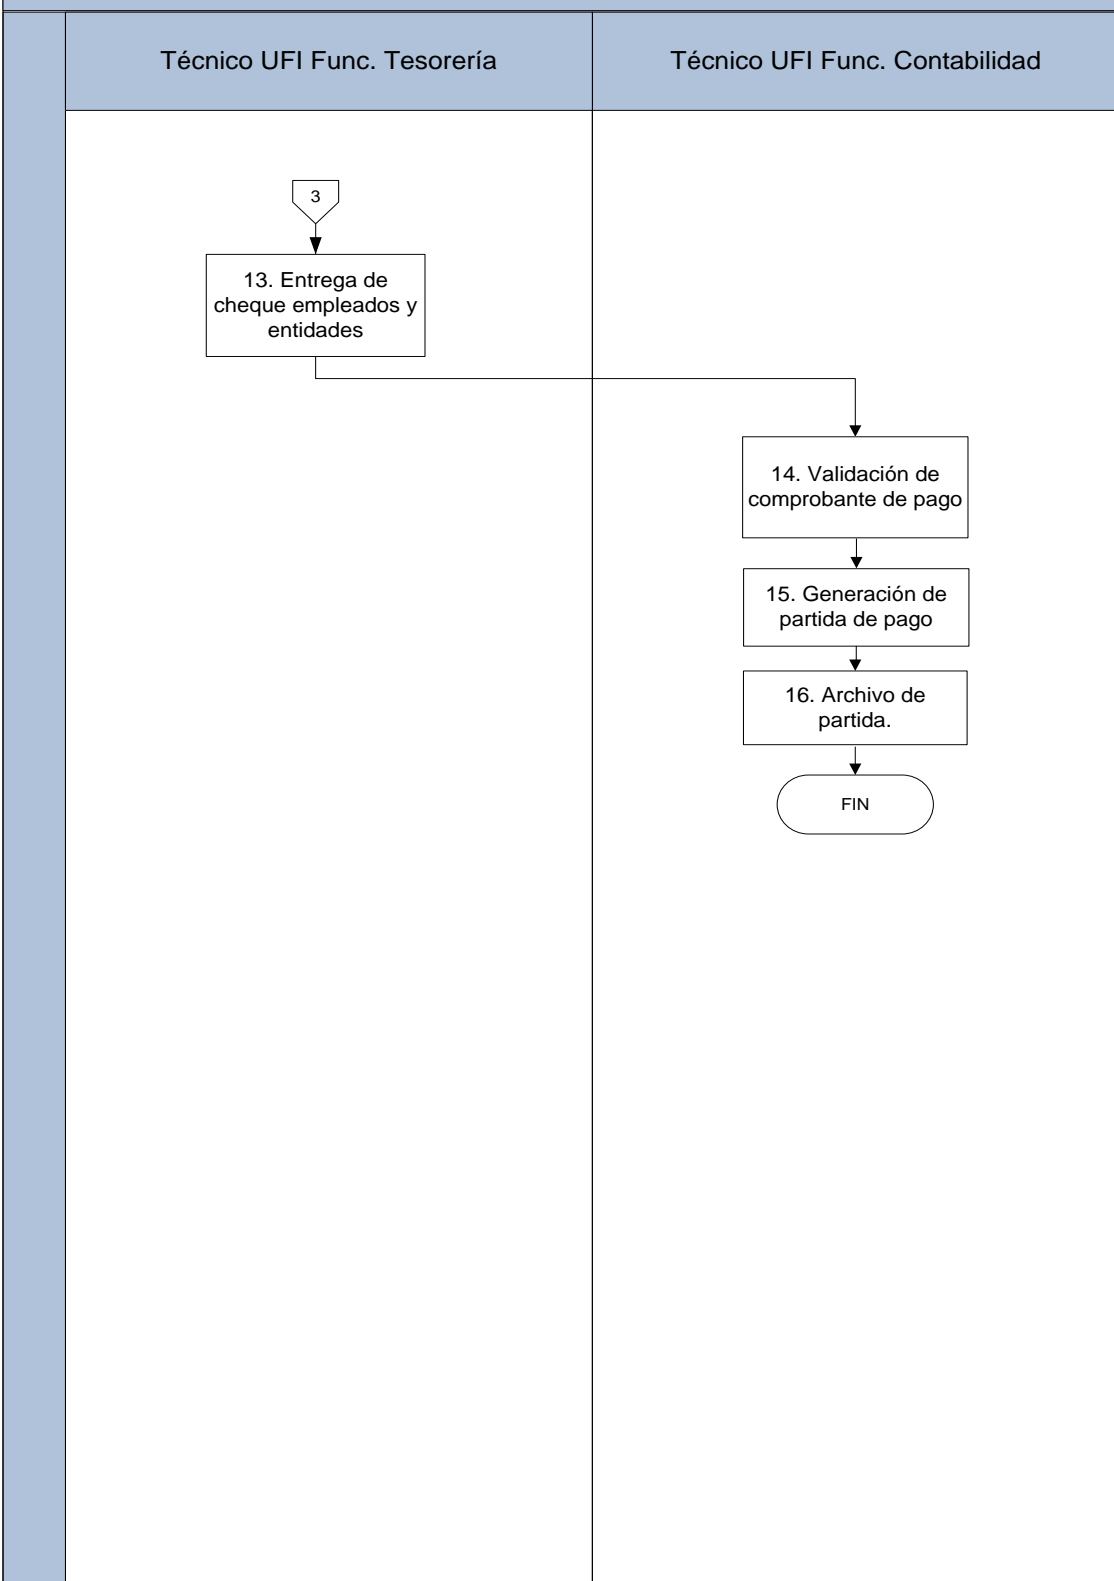 Técnico UFI Func. Tesorería
Técnico UFI Func. Contabilidad
3
13. Entrega de
cheque empleados y
entidades
14. Validación de
comprobante de pago
15. Generación de
partida de pago
16. Archivo de
partida.
FIN